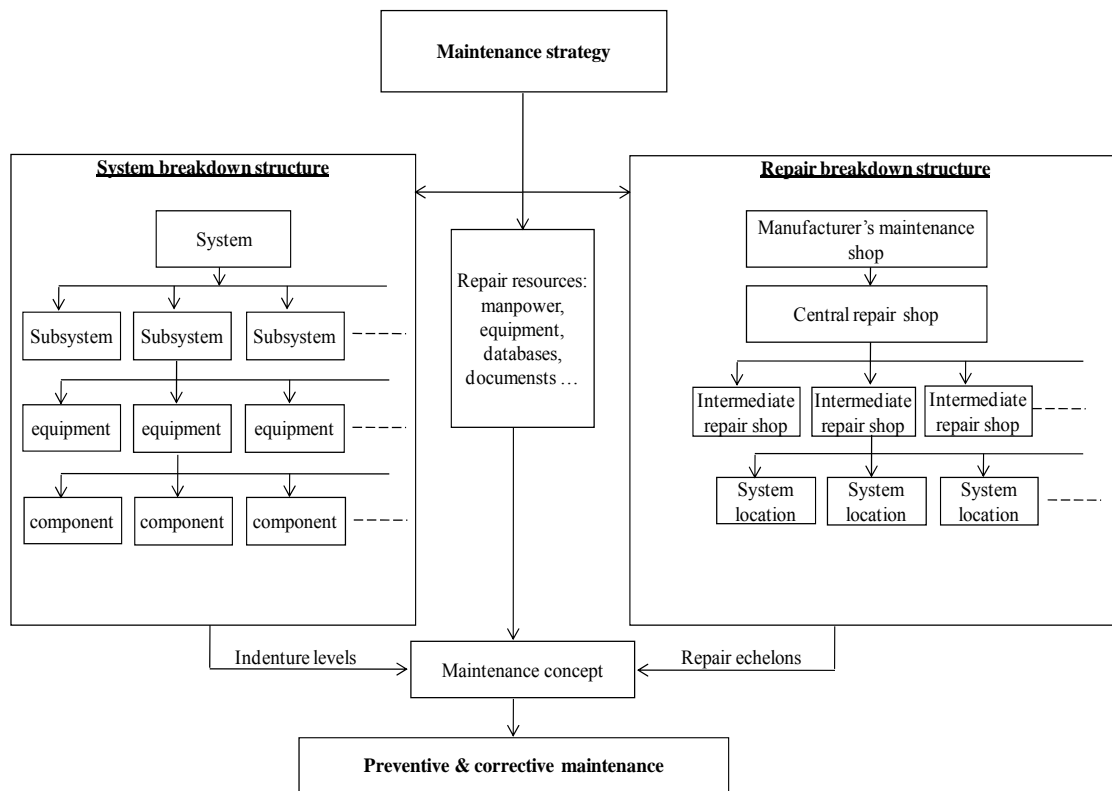 Maintenance strategy
System breakdown structure
System
Subsystem
Subsystem
Subsystem
equipment
equipment
equipment
component
component
component
Repair resources:
manpower,
equipment,
databases,
documensts …
Repair breakdown structure
Manufacturer's maintenance
shop
Central repair shop
Intermediate
repair shop
Intermediate
repair shop
Intermediate
repair shop
System
location
System
location
System
location
Indenture levels
Maintenance concept
Repair echelons
Preventive & corrective maintenance